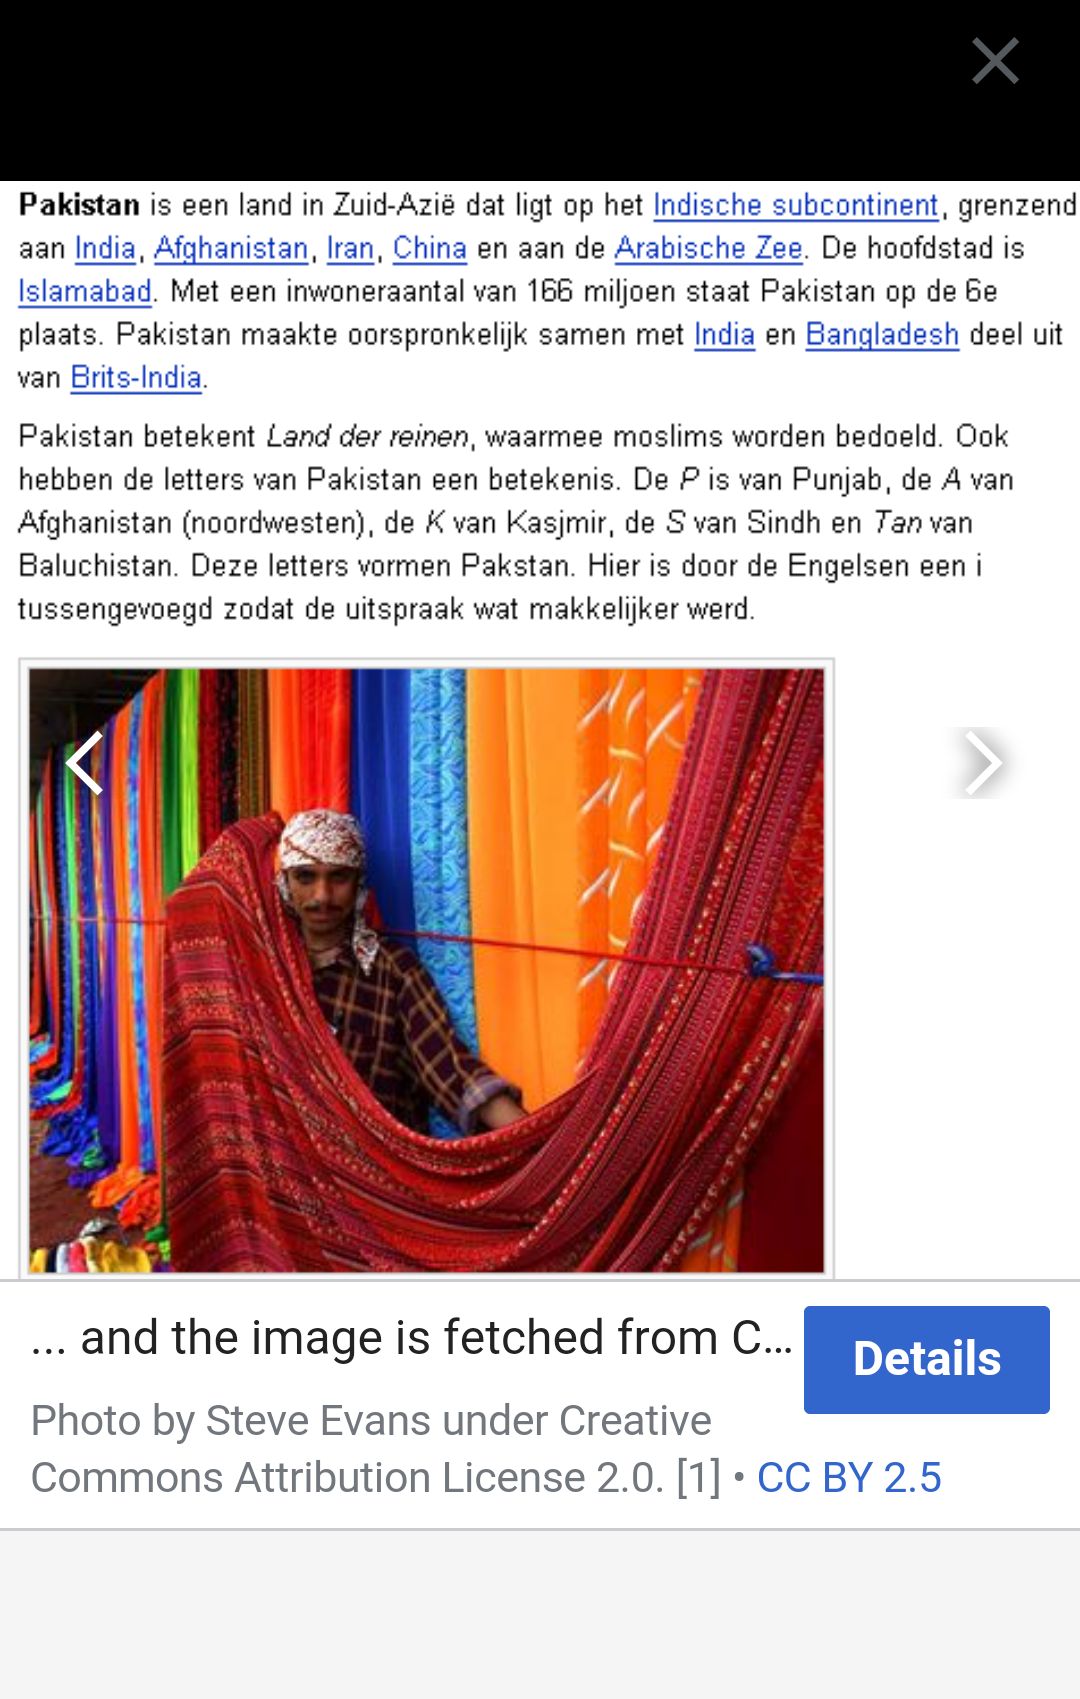 Pakistan is een land in Zuid-Azië dat ligt op het Indische subcontinent, grenzend
aan India, Afghanistan, Iran, China en aan de Arabische Zee. De hoofdstad is
Islamabad. Met een inwoneraantal van 166 miljoen staat Pakistan op de 6e
plaats. Pakistan maakte oorspronkelijk samen met India en Bangladesh deel uit
van Brits-India.
Pakistan betekent Land der reinen, waarmee moslims worden bedoeld. Ook
hebben de letters van Pakistan een betekenis. De P is van Punjab, de A van
Afghanistan (noordwesten), de K van Kasjmir, de S van Sindh en Tan van
Baluchistan. Deze letters vormen Pakstan. Hier is door de Engelsen een i
tussengevoegd zodat de uitspraak wat makkelijker werd.
... and the image is fetched from C...
Details
Photo by Steve Evans under Creative
Commons Attribution License 2.0. [1] • CC BY 2.5